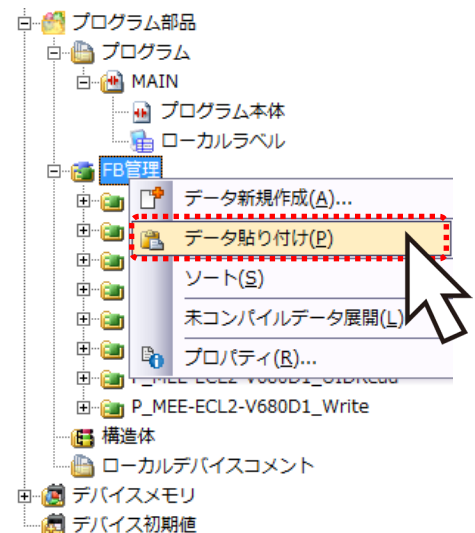 プログラム部品
プログラム
MAIN
プログラム本体
ローカルラベル
FB管理
データ新規作成(A)...
データ貼り付け(P)
ソート(S)
未コンパイルデータ展開(L)
プロパティ(R)...
P_MEE-ECL2-V680D1_UIDRead
P_MEE-ECL2-V680D1_Write
構造体
ローカルデバイスコメント
デバイスメモリ
デバイス初期値